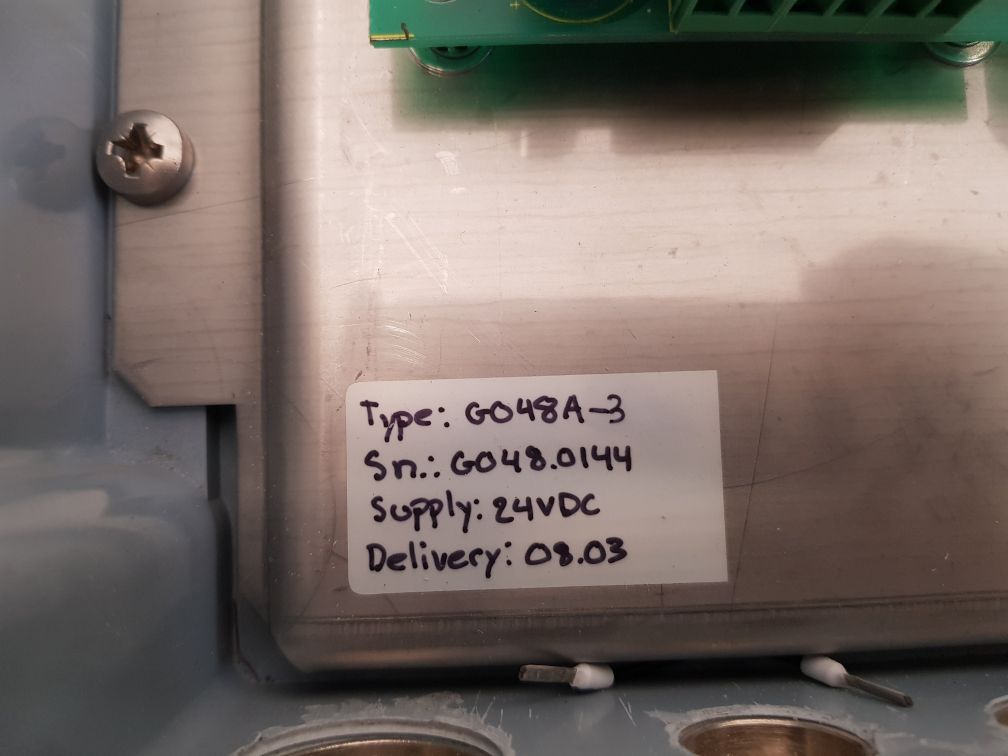 Type: G048A-3
Sn.: G048.0144
Supply: 24VDC
Delivery: 08.03